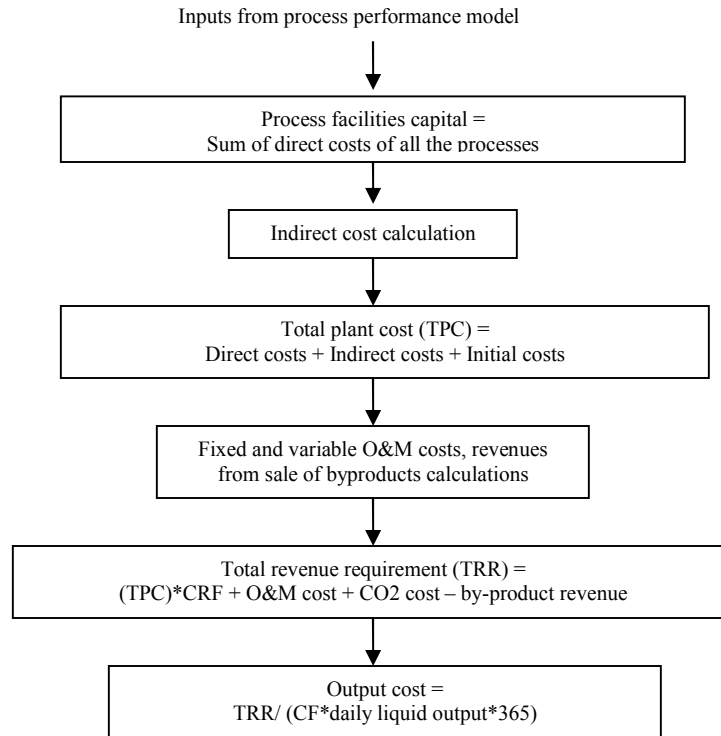 Inputs from process performance model
Process facilities capital =
Sum of direct costs of all the processes
Indirect cost calculation
Total plant cost (TPC) =
Direct costs + Indirect costs + Initial costs
Fixed and variable O&M costs, revenues
from sale of byproducts calculations
Total revenue requirement (TRR) =
(TPC)*CRF + O&M cost + CO2 cost – by-product revenue
Output cost =
TRR/ (CF*daily liquid output*365)